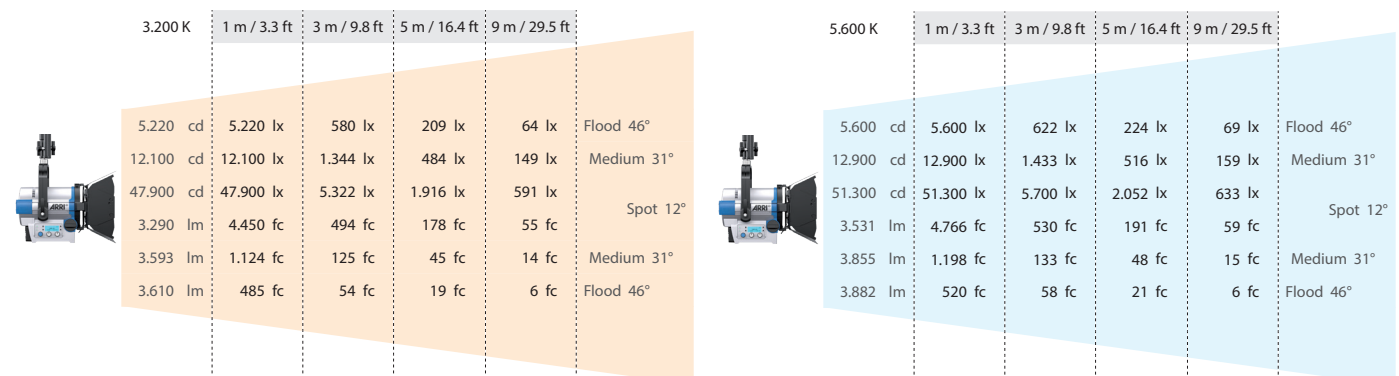 3.200 K 1 m / 3.3 ft 3 m / 9.8 ft 5 m / 16.4 ft 9 m / 29.5 ft
5.220 cd 5.220 lx 580 lx 209 lx 64 lx Flood 46°
12.100 cd 12.100 lx 1.344 lx 484 lx 149 lx Medium 31°
47.900 cd 47.900 lx 5.322 lx 1.916 lx 591 lx
Spot 12°
3.290 lm 4.450 fc 494 fc 178 fc 55 fc
3.593 lm 1.124 fc 125 fc 45 fc 14 fc Medium 31°
3.610 lm 485 fc 54 fc 19 fc 6 fc Flood 46°
ARRI
5.600 K 1 m / 3.3 ft 3 m / 9.8 ft 5 m / 16.4 ft 9 m / 29.5 ft
5.600 cd 5.600 lx 622 lx 224 lx 69 lx Flood 46°
12.900 cd 12.900 lx 1.433 lx 516 lx 159 lx Medium 31°
51.300 cd 51.300 lx 5.700 lx 2.052 lx 633 lx
Spot 12°
3.531 lm 4.766 fc 530 fc 191 fc 59 fc
3.855 lm 1.198 fc 133 fc 48 fc 15 fc Medium 31°
3.882 lm 520 fc 58 fc 21 fc 6 fc Flood 46°
ARRI